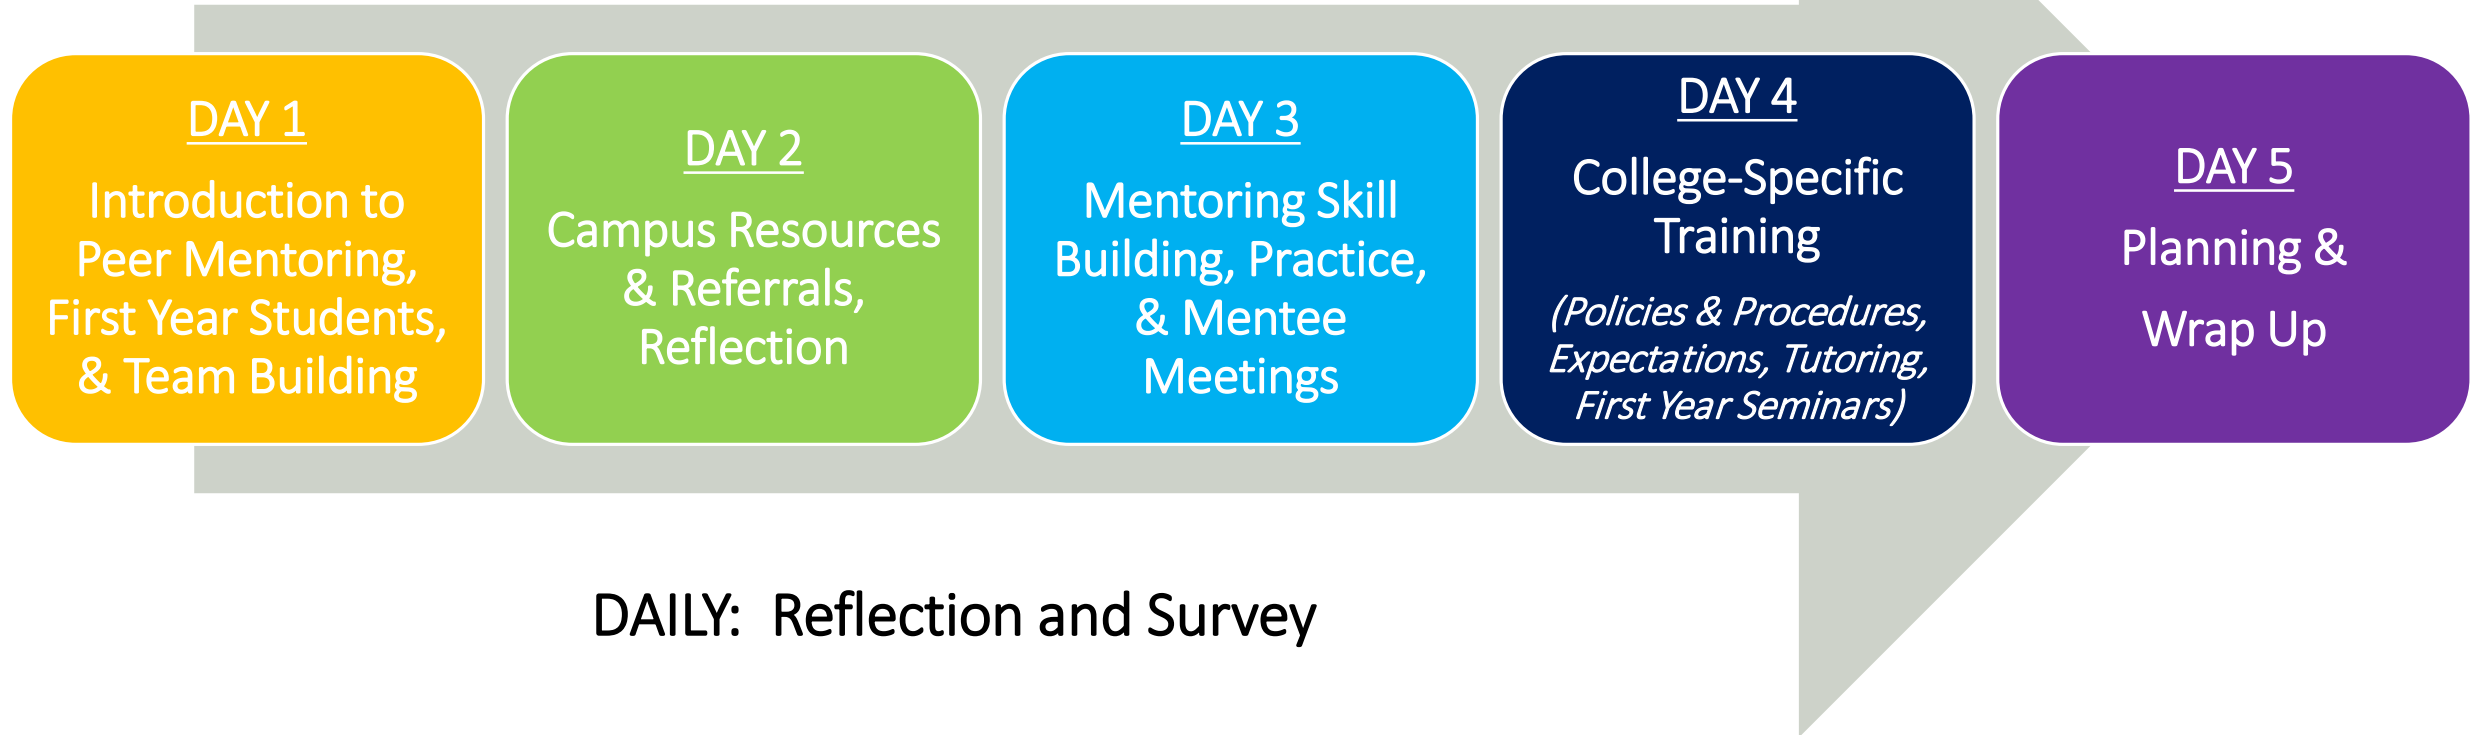 DAY 1
Introduction to
Peer Mentoring,
First Year Students,
& Team Building
DAY 2
Campus Resources
& Referrals,
Reflection
DAY 3
Mentoring Skill
Building, Practice,
& Mentee
Meetings
DAY 4
College-Specific
Training
(Policies & Procedures,
Expectations, Tutoring,
First Year Seminars)
DAY 5
Planning &
Wrap Up
DAILY:  Reflection and Survey